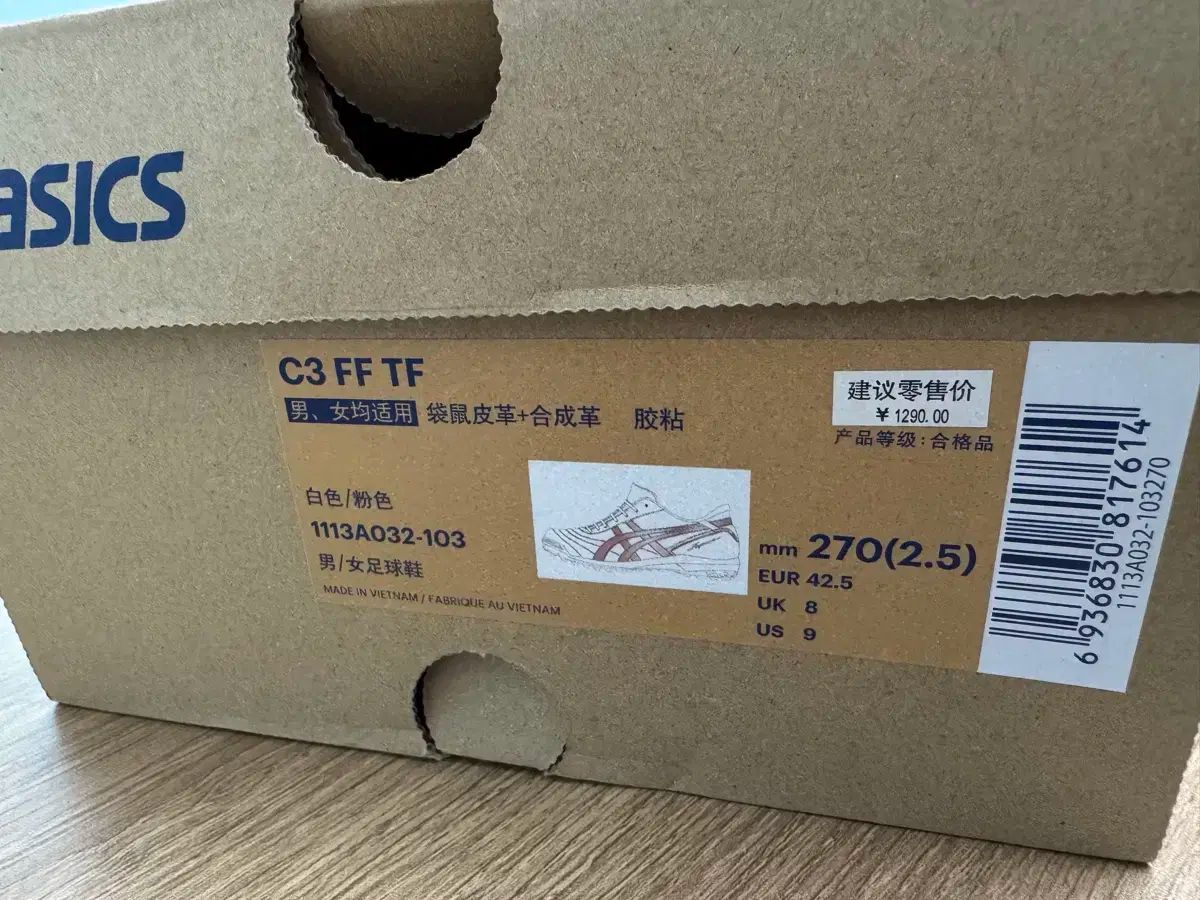 asics
C3 FF TF
男、女均适用 袋鼠皮革+合成革 胶粘
建议零售价
¥ 1290.00
产品等级:合格品
白色/粉色
1113A032-103
男/女足球鞋
MADE IN VIETNAM / FABRIQUE AU VIETNAM
mm 270(2.5)
EUR 42.5
UK 8
US 9
6 936830 817614
1113A032-103270